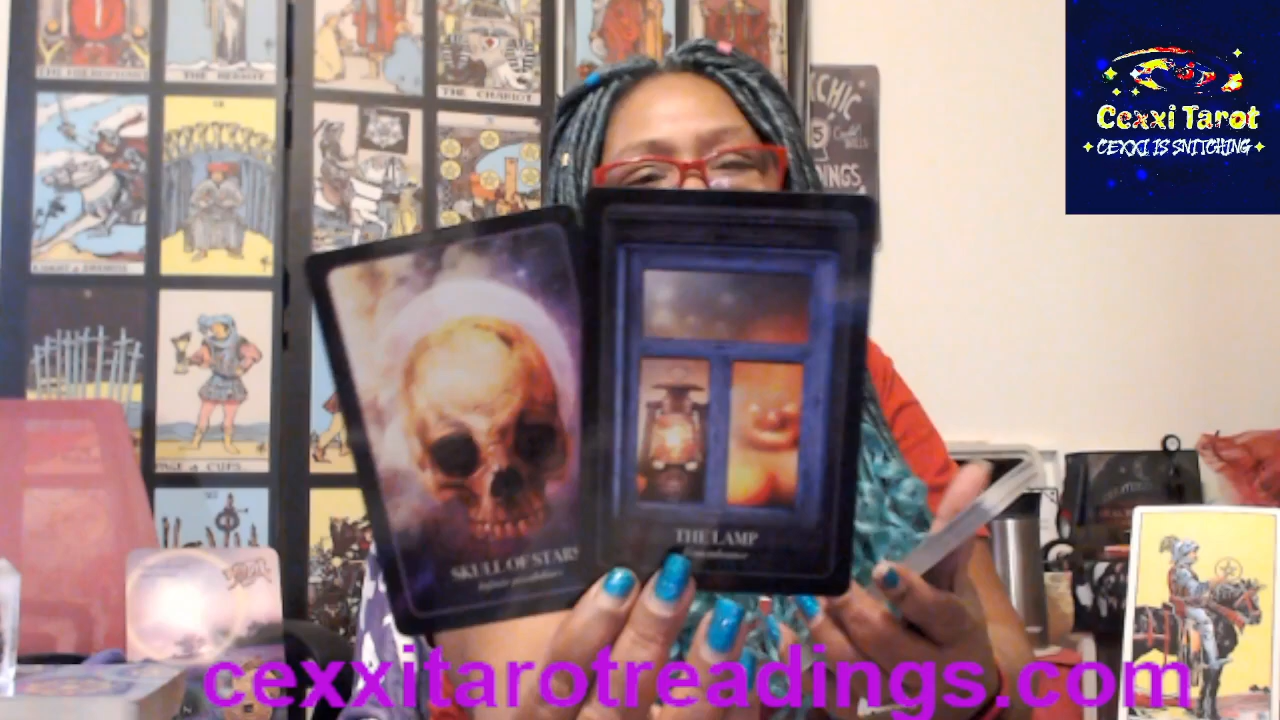 THE HERMIT
THE CHARIOT
Cexxi Tarot
CEXXI IS SNITCHING
PAGE of CUPS.
SKULL OF STARS
THE LAMP
Remembrance
cexxitarotreadings.com